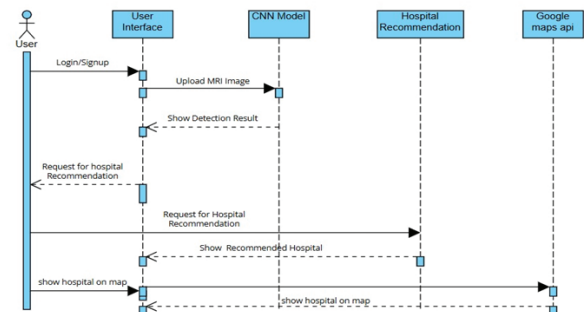 User
Interface
CNN Model
Hospital
Recommendation
Google
maps api
User
Login/Signup
Upload MRI Image
Show Detection Result
Request for hospital
Recommendation
Request for Hospital
Recommendation
Show Recommended Hospital
show hospital on map
show hospital on map